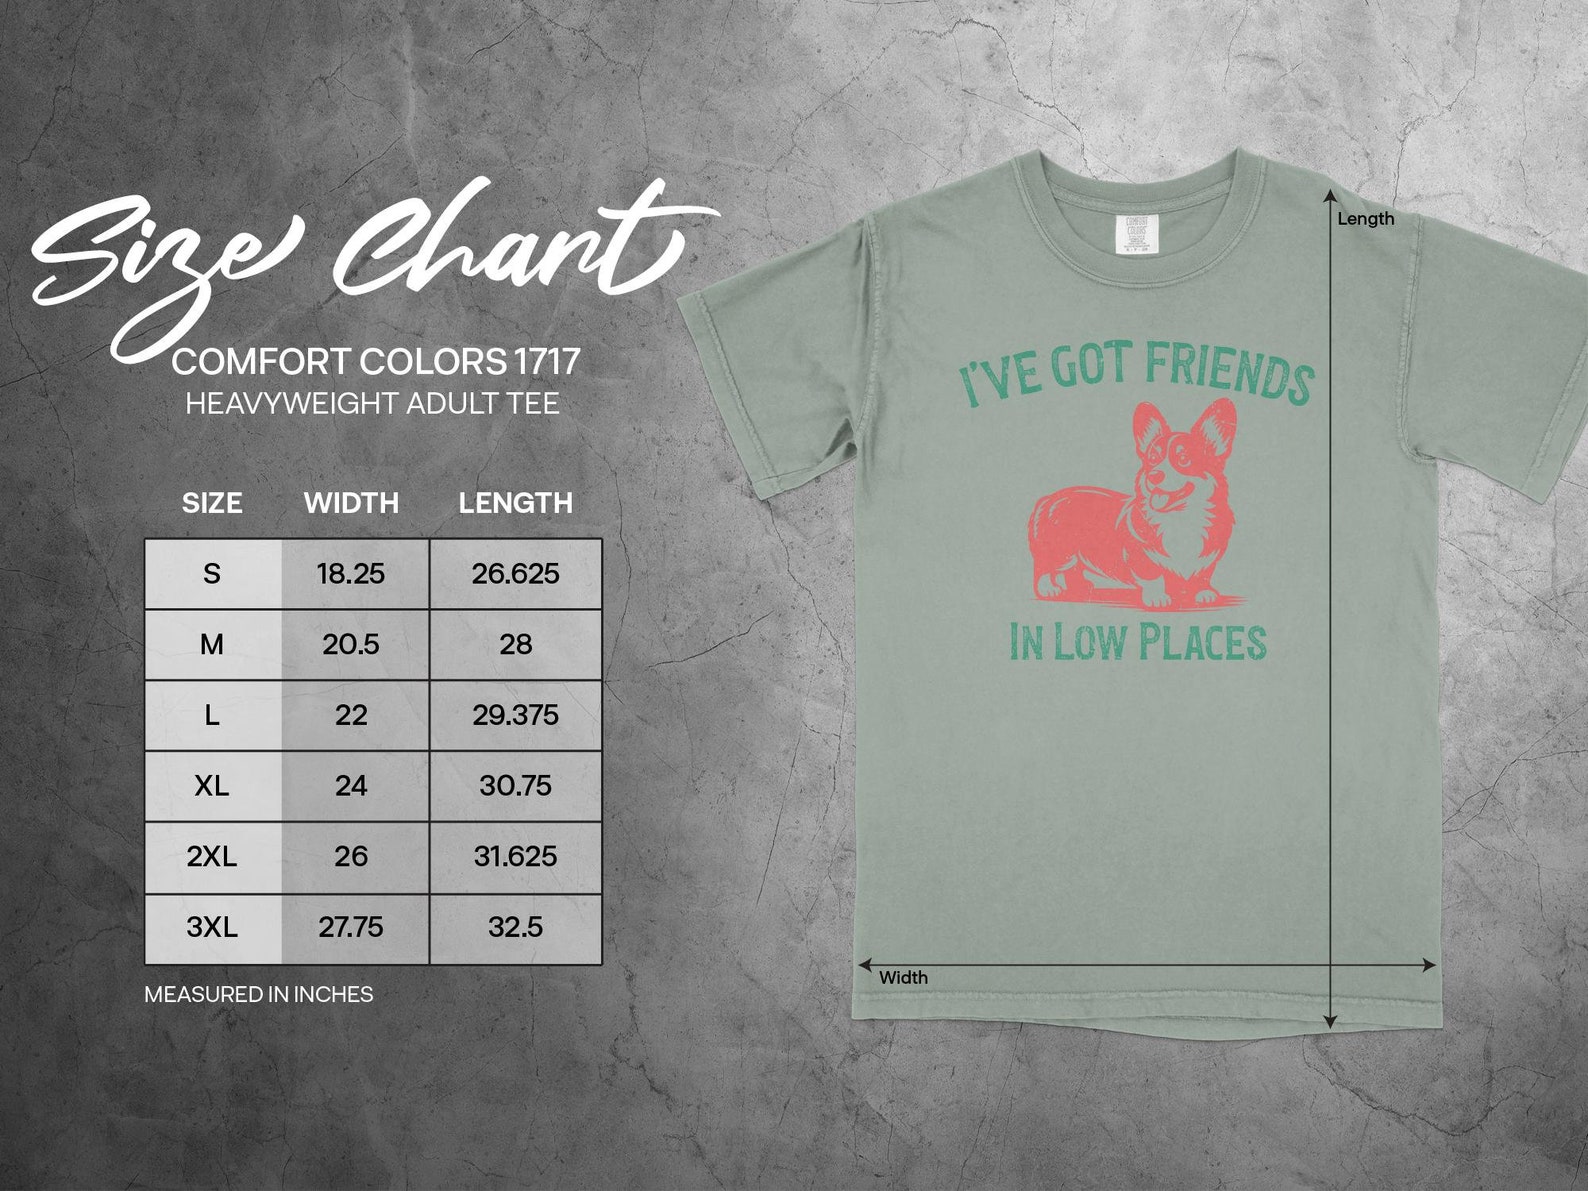 Size Chart
COMFORT COLORS 1717
HEAVYWEIGHT ADULT TEE
SIZE WIDTH LENGTH
S 18.25 26.625
M 20.5 28
L 22 29.375
XL 24 30.75
2XL 26 31.625
3XL 27.75 32.5
MEASURED IN INCHES
COMFORT
COLORS
Length
I'VE GOT FRIENDS
IN LOW PLACES
Width